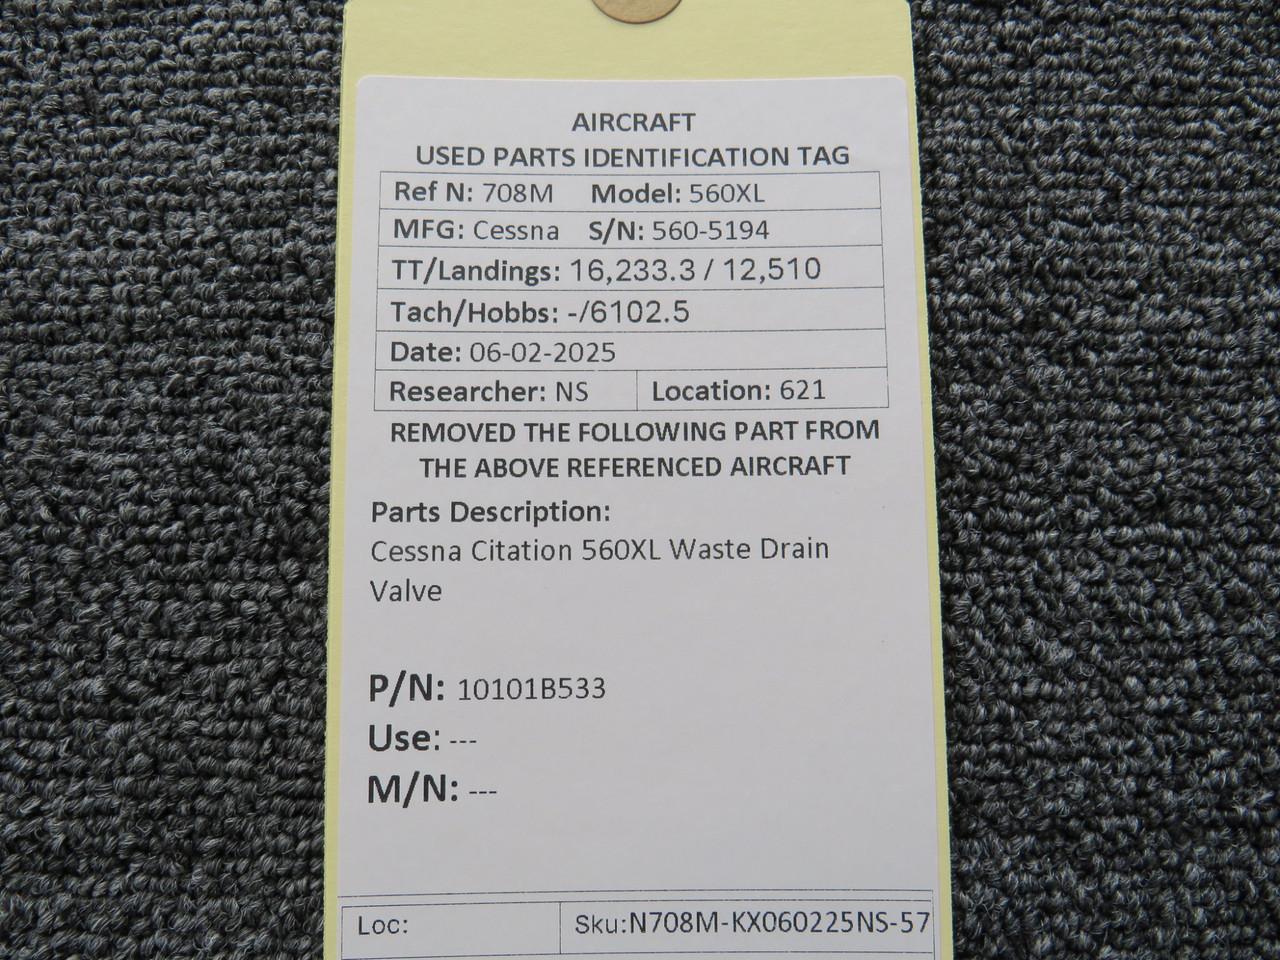 AIRCRAFT
USED PARTS IDENTIFICATION TAG
Ref N: 708M Model: 560XL
MFG: Cessna S/N: 560-5194
TT/Landings: 16,233.3 / 12,510
Tach/Hobbs: -/6102.5
Date: 06-02-2025
Researcher: NS Location: 621
REMOVED THE FOLLOWING PART FROM
THE ABOVE REFERENCED AIRCRAFT
Parts Description:
Cessna Citation 560XL Waste Drain
Valve
P/N: 10101B533
Use: ---
M/N: ---
Loc: Sku:N708M-KX060225NS-57